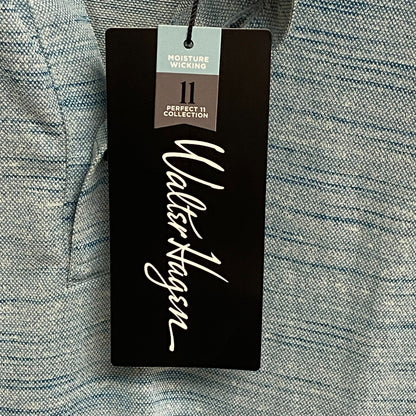 MOISTURE
WICKING
11
PERFECT 11
COLLECTION
Walter Hagen